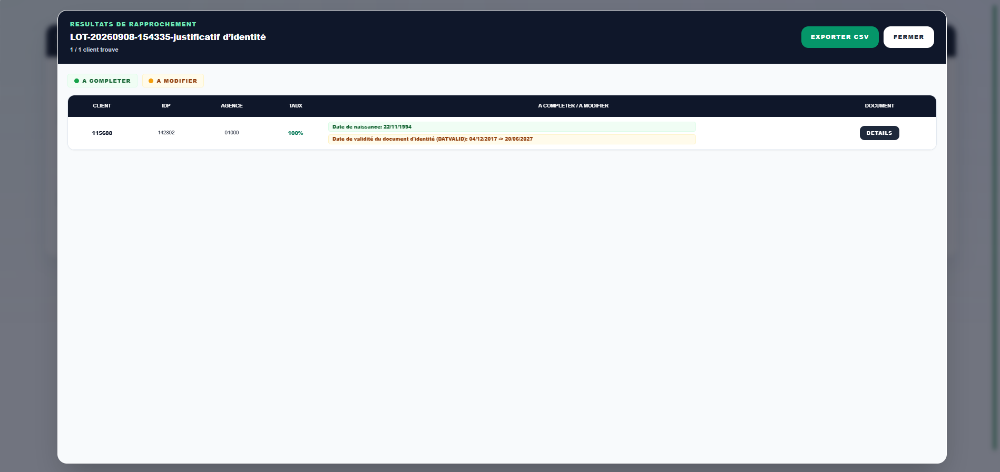 RESULTATS DE RAPPROCHEMENT
LOT-20260908-154335-justificatif d’identité
1 / 1 client trouve
EXPORTER CSV
FERMER
A COMPLETER
A MODIFIER
CLIENT IDP AGENCE TAUX A COMPLETER / A MODIFIER DOCUMENT
115688 142802 01000 100%
Date de naissance: 22/11/1994
Date de validité du document d'identité (DATVALID): 04/12/2017 -> 20/06/2027
DETAILS